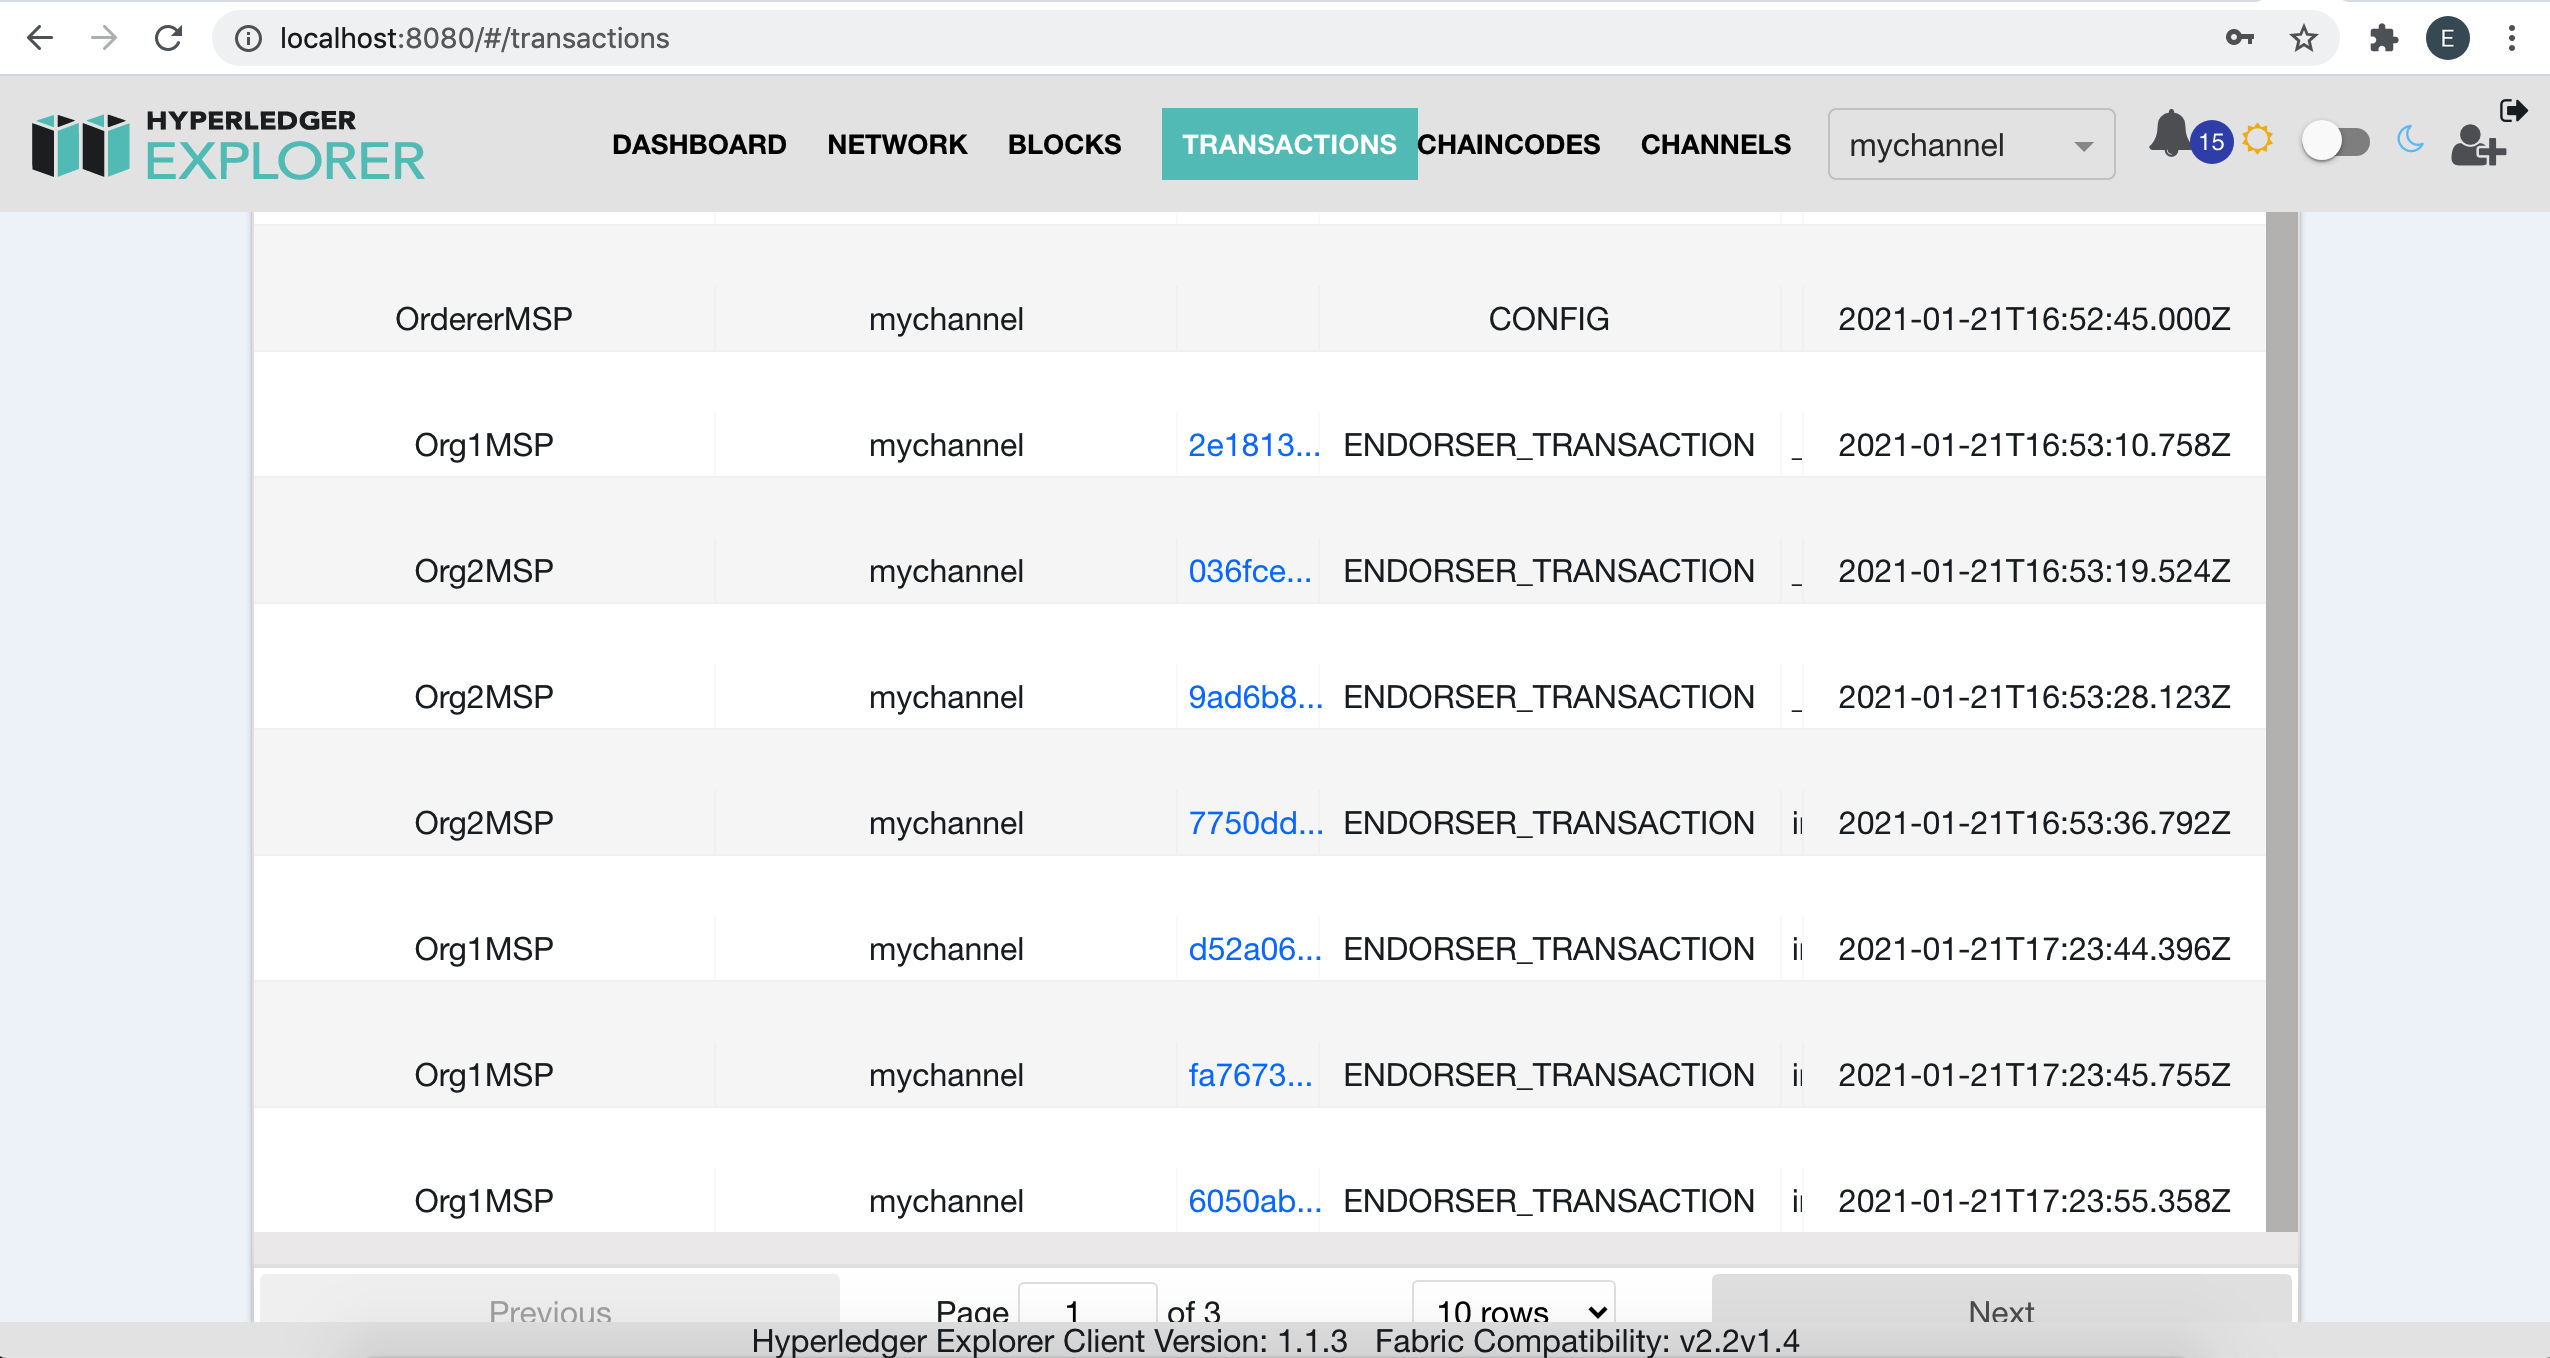 localhost:8080/#/transactions
E
HYPERLEDGER
EXPLORER
DASHBOARD NETWORK BLOCKS TRANSACTIONS CHAINCODES CHANNELS mychannel 15
OrdererMSP mychannel CONFIG 2021-01-21T16:52:45.000Z
Org1MSP mychannel 2e1813... ENDORSER_TRANSACTION _ 2021-01-21T16:53:10.758Z
Org2MSP mychannel 036fce... ENDORSER_TRANSACTION _ 2021-01-21T16:53:19.524Z
Org2MSP mychannel 9ad6b8... ENDORSER_TRANSACTION _ 2021-01-21T16:53:28.123Z
Org2MSP mychannel 7750dd... ENDORSER_TRANSACTION 2021-01-21T16:53:36.792Z
Org1MSP mychannel d52a06... ENDORSER_TRANSACTION 2021-01-21T17:23:44.396Z
Org1MSP mychannel fa7673... ENDORSER_TRANSACTION 2021-01-21T17:23:45.755Z
Org1MSP mychannel 6050ab... ENDORSER_TRANSACTION 2021-01-21T17:23:55.358Z
Previous Page 1 of 3 10 rows Next
Hyperledger Explorer Client Version: 1.1.3 Fabric Compatibility: v2.2v1.4